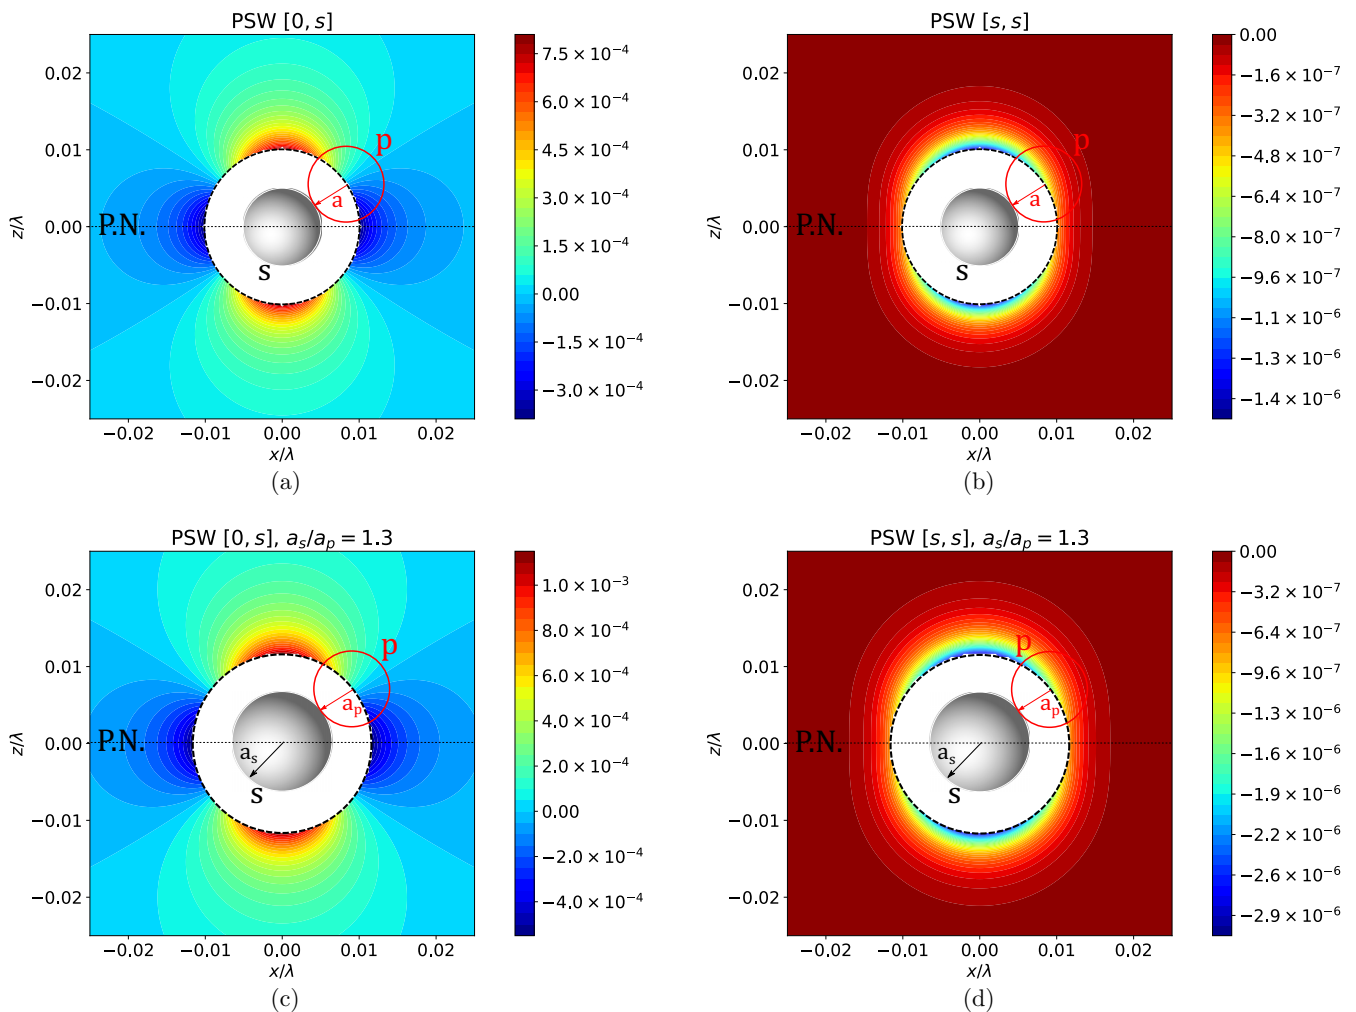 PSW [0, s]
0.02
0.01
0.00
−0.01
−0.02
z/λ
−0.02 −0.01 0.00 0.01 0.02
x/λ
P.N.
p
a
s
7.5 × 10⁻⁴
6.0 × 10⁻⁴
4.5 × 10⁻⁴
3.0 × 10⁻⁴
1.5 × 10⁻⁴
0.00
−1.5 × 10⁻⁴
−3.0 × 10⁻⁴
(a)
PSW [s, s]
0.02
0.01
0.00
−0.01
−0.02
z/λ
−0.02 −0.01 0.00 0.01 0.02
x/λ
P.N.
p
a
s
0.00
−1.6 × 10⁻⁷
−3.2 × 10⁻⁷
−4.8 × 10⁻⁷
−6.4 × 10⁻⁷
−8.0 × 10⁻⁷
−9.6 × 10⁻⁷
−1.1 × 10⁻⁶
−1.3 × 10⁻⁶
−1.4 × 10⁻⁶
(b)
PSW [0, s], aₛ/aₚ = 1.3
0.02
0.01
0.00
−0.01
−0.02
z/λ
−0.02 −0.01 0.00 0.01 0.02
x/λ
P.N.
p
aₚ
aₛ
s
1.0 × 10⁻³
8.0 × 10⁻⁴
6.0 × 10⁻⁴
4.0 × 10⁻⁴
2.0 × 10⁻⁴
0.00
−2.0 × 10⁻⁴
−4.0 × 10⁻⁴
(c)
PSW [s, s], aₛ/aₚ = 1.3
0.02
0.01
0.00
−0.01
−0.02
z/λ
−0.02 −0.01 0.00 0.01 0.02
x/λ
P.N.
p
aₚ
aₛ
s
0.00
−3.2 × 10⁻⁷
−6.4 × 10⁻⁷
−9.6 × 10⁻⁷
−1.3 × 10⁻⁶
−1.6 × 10⁻⁶
−1.9 × 10⁻⁶
−2.2 × 10⁻⁶
−2.6 × 10⁻⁶
−2.9 × 10⁻⁶
(d)